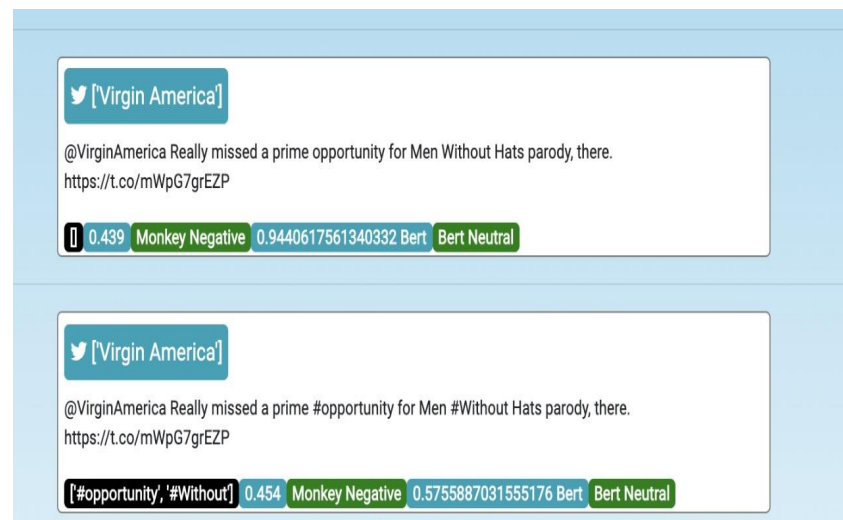 ['Virgin America']
@VirginAmerica Really missed a prime opportunity for Men Without Hats parody, there.
https://t.co/mWpG7grEZP
[] 0.439 Monkey Negative 0.9440617561340332 Bert Bert Neutral
['Virgin America']
@VirginAmerica Really missed a prime #opportunity for Men #Without Hats parody, there.
https://t.co/mWpG7grEZP
['#opportunity', '#Without'] 0.454 Monkey Negative 0.5755887031555176 Bert Bert Neutral